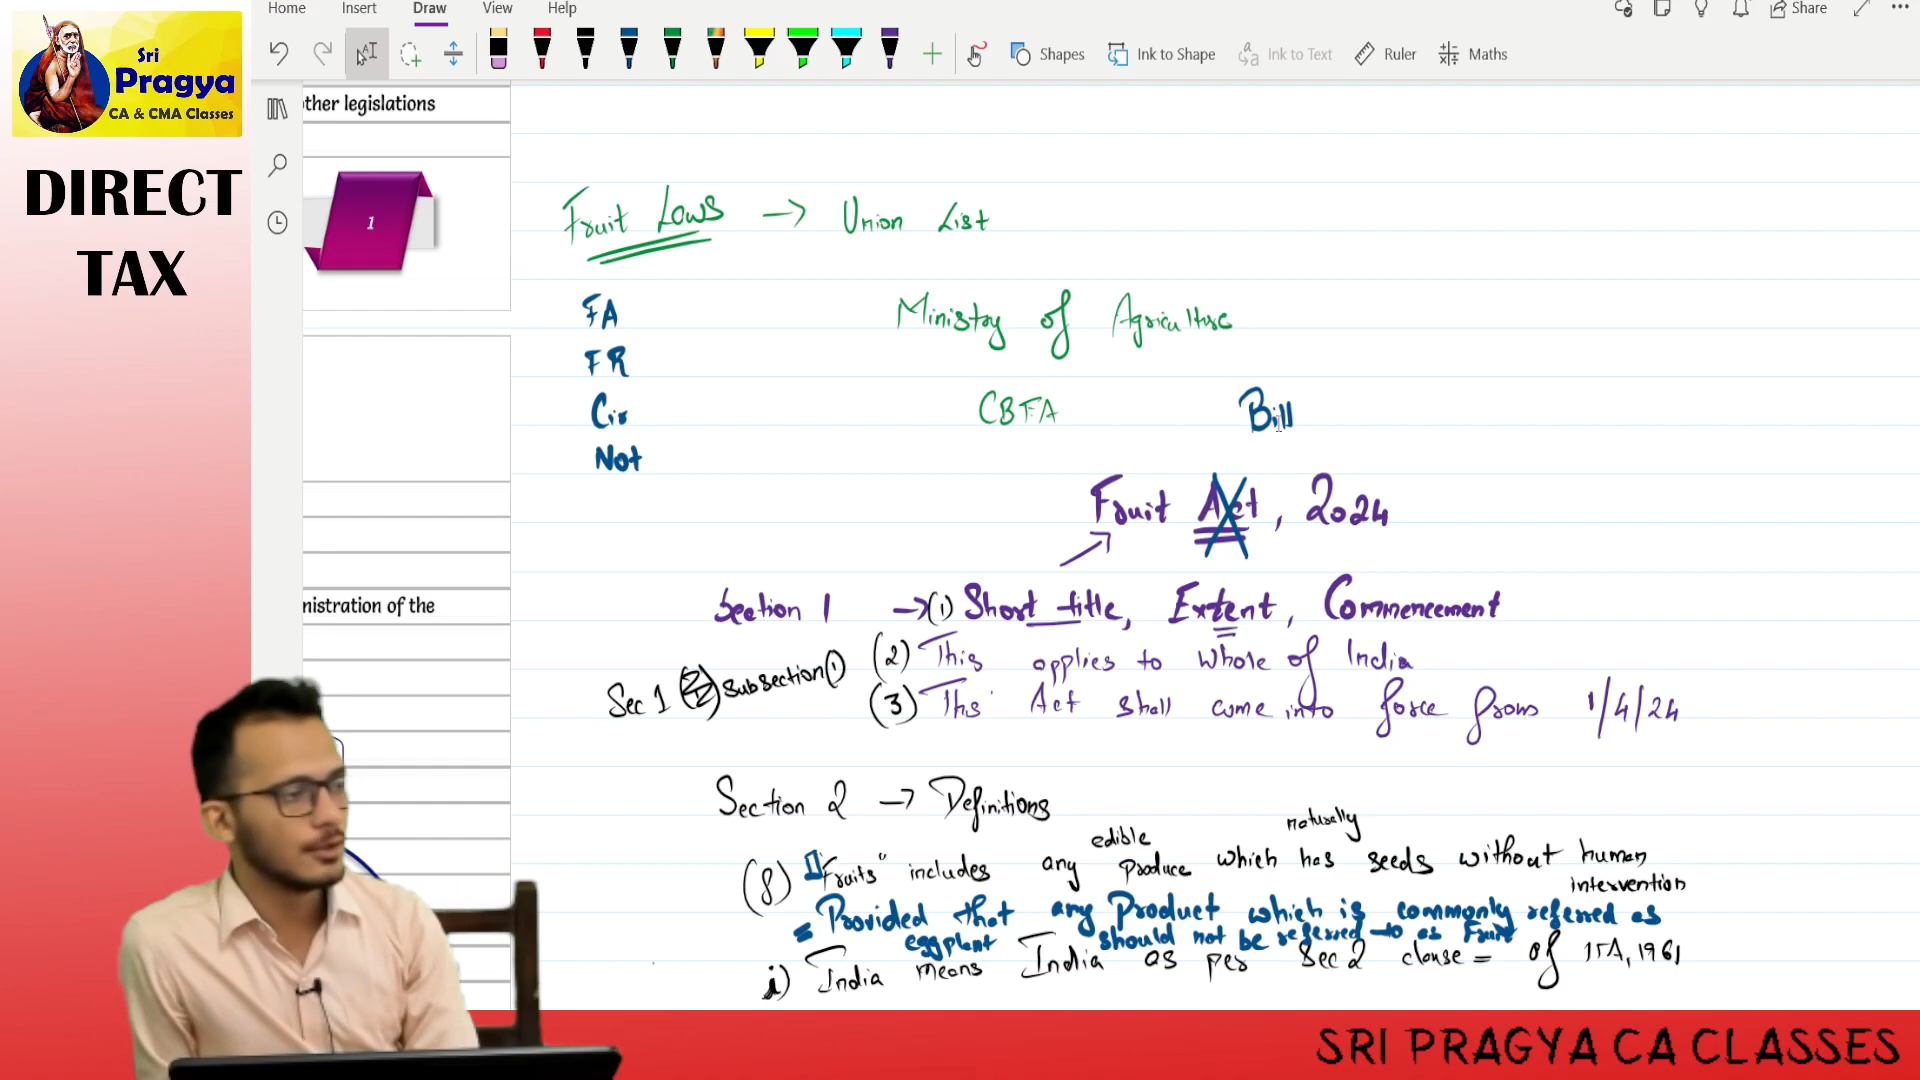 Home Insert Draw View Help Share
Ink to Shape Ink to Text Ruler Maths Shapes
Sri
Pragya
CA & CMA Classes
DIRECT
TAX
other legislations
1
nistration of the
Fruit Laws → Union List
FA
FR
Cir
Not
Ministry of Agriculture
CBFA
Bill
Fruit Act, 2024
Section 1 → (1) Short title, Extent, Commencement
(2) This applies to whole of India
Sec 1 subsection (1)
(3) This Act shall come into force from 1/4/24
Section 2 → Definitions
(8) "Fruits" includes any edible produce which naturally has seeds without human intervention
= Provided that any Product which is commonly referred as eggplant should not be referred to as Fruit
i) India means India as per Sec 2 clause = of ITA, 1961
SRI PRAGYA CA CLASSES